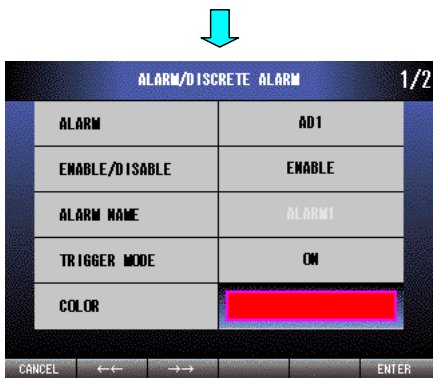 ALARM/DISCRETE ALARM 1/2
ALARM AD1
ENABLE/DISABLE ENABLE
ALARM NAME ALARM1
TRIGGER MODE ON
COLOR
CANCEL ←← →→ ENTER